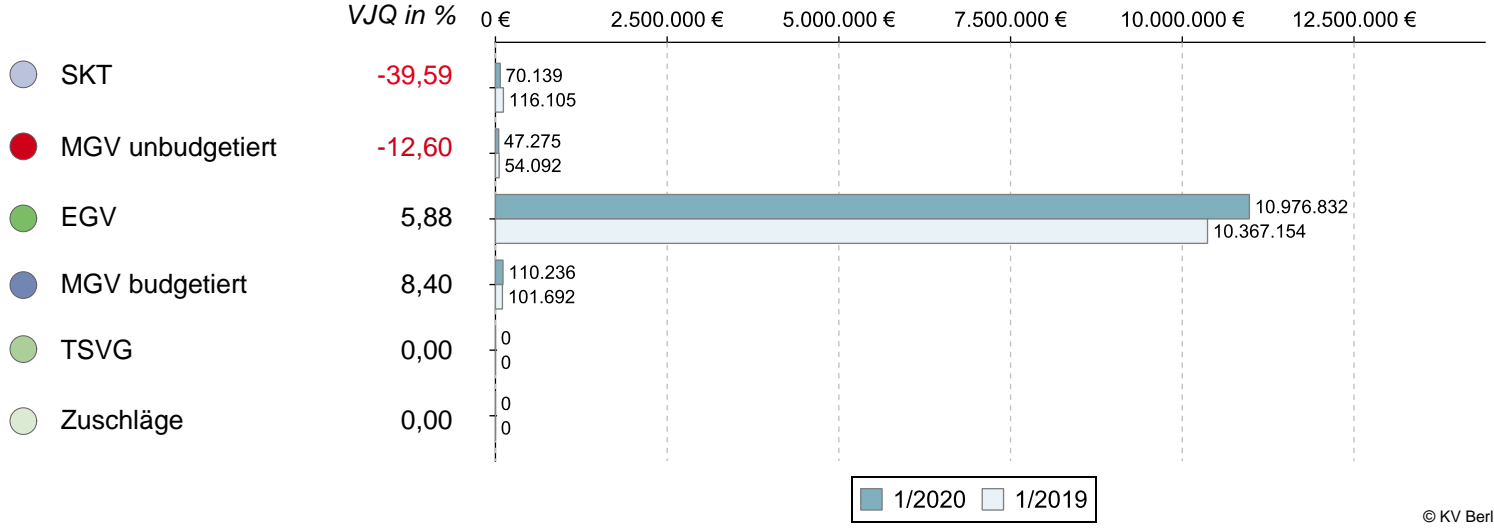 VJQ in % 0 € 2.500.000 € 5.000.000 € 7.500.000 € 10.000.000 € 12.500.000 €
SKT -39,59 70.139
116.105
MGV unbudgetiert -12,60 47.275
54.092
EGV 5,88 10.976.832
10.367.154
MGV budgetiert 8,40 110.236
101.692
TSVG 0,00 0
0
Zuschläge 0,00 0
0
1/2020 1/2019
© KV Berl